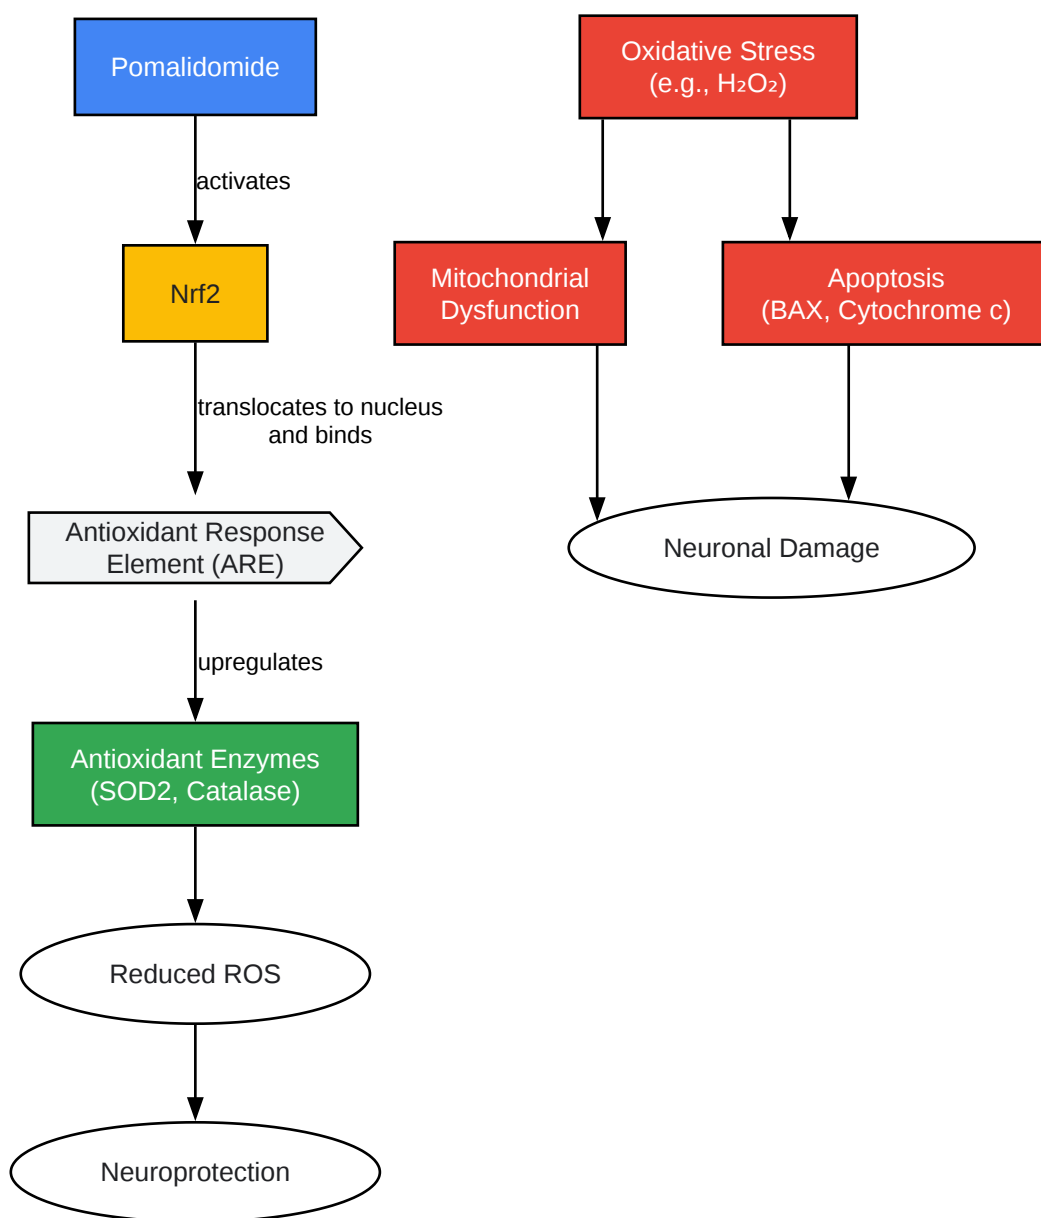 Pomalidomide
Oxidative Stress
(e.g., H₂O₂)
activates
Nrf2
Mitochondrial
Dysfunction
Apoptosis
(BAX, Cytochrome c)
translocates to nucleus
and binds
Antioxidant Response
Element (ARE)
Neuronal Damage
upregulates
Antioxidant Enzymes
(SOD2, Catalase)
Reduced ROS
Neuroprotection